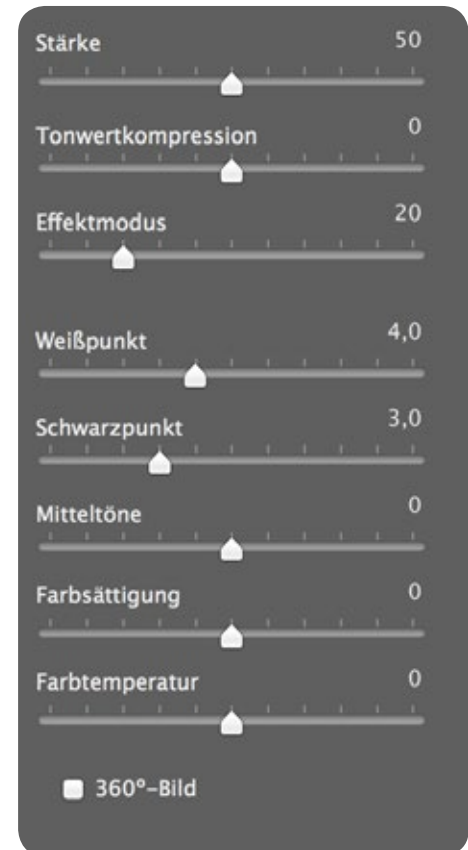 Stärke 50
Tonwertkompression 0
Effektmodus 20
Weißpunkt 4,0
Schwarzpunkt 3,0
Mitteltöne 0
Farbsättigung 0
Farbtemperatur 0
360°-Bild